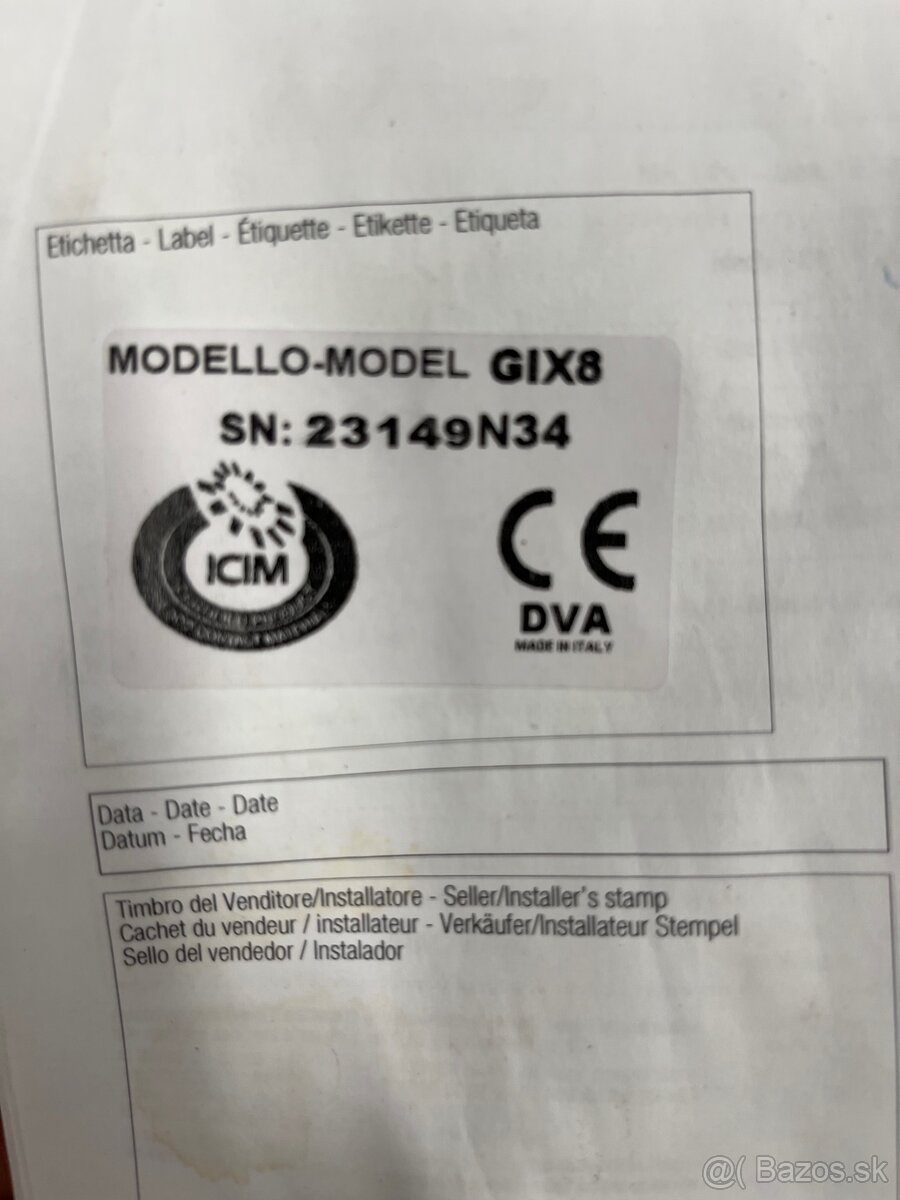 Etichetta - Label - Étiquette - Etikette - Etiqueta
MODELLO-MODEL GIX8
SN: 23149N34
ICIM
CE
DVA
MADE IN ITALY
Data - Date - Date
Datum - Fecha
Timbro del Venditore/Installatore - Seller/Installer's stamp
Cachet du vendeur / installateur - Verkäufer/Installateur Stempel
Sello del vendedor / Instalador
@( Bazos.sk